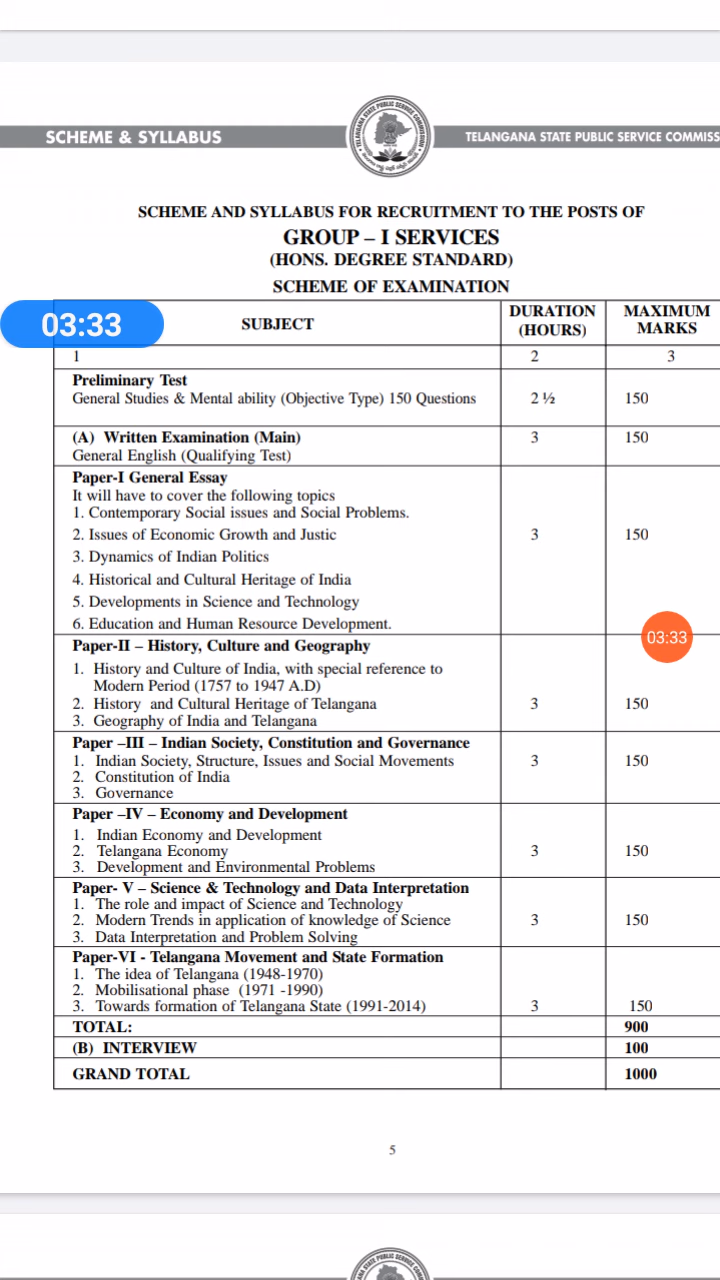 SCHEME & SYLLABUS
TELANGANA STATE PUBLIC SERVICE COMMISS
SCHEME AND SYLLABUS FOR RECRUITMENT TO THE POSTS OF
GROUP – I SERVICES
(HONS. DEGREE STANDARD)
SCHEME OF EXAMINATION
03:33
SUBJECT DURATION (HOURS) MAXIMUM MARKS
1 2 3
Preliminary Test
General Studies & Mental ability (Objective Type) 150 Questions 2 ½ 150
(A) Written Examination (Main) 3 150
General English (Qualifying Test)
Paper-I General Essay
It will have to cover the following topics
1. Contemporary Social issues and Social Problems.
2. Issues of Economic Growth and Justic 3 150
3. Dynamics of Indian Politics
4. Historical and Cultural Heritage of India
5. Developments in Science and Technology
6. Education and Human Resource Development.
03:33
Paper-II – History, Culture and Geography
1. History and Culture of India, with special reference to
Modern Period (1757 to 1947 A.D)
2. History and Cultural Heritage of Telangana 3 150
3. Geography of India and Telangana
Paper –III – Indian Society, Constitution and Governance
1. Indian Society, Structure, Issues and Social Movements 3 150
2. Constitution of India
3. Governance
Paper –IV – Economy and Development
1. Indian Economy and Development
2. Telangana Economy 3 150
3. Development and Environmental Problems
Paper- V – Science & Technology and Data Interpretation
1. The role and impact of Science and Technology
2. Modern Trends in application of knowledge of Science 3 150
3. Data Interpretation and Problem Solving
Paper-VI - Telangana Movement and State Formation
1. The idea of Telangana (1948-1970)
2. Mobilisational phase (1971 -1990)
3. Towards formation of Telangana State (1991-2014) 3 150
TOTAL: 900
(B) INTERVIEW 100
GRAND TOTAL 1000
5